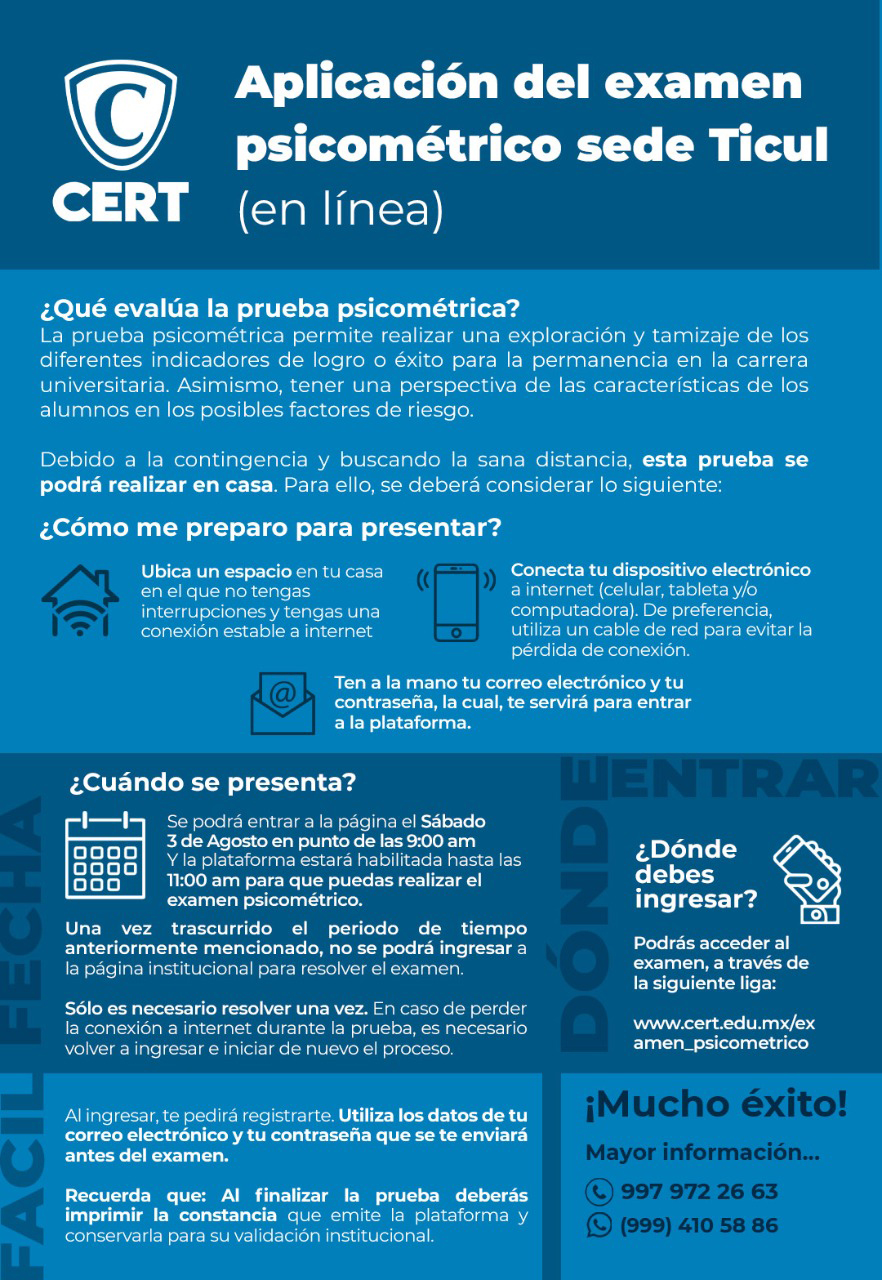 C
CERT
Aplicación del examen
psicométrico sede Ticul
(en línea)
¿Qué evalúa la prueba psicométrica?
La prueba psicométrica permite realizar una exploración y tamizaje de los
diferentes indicadores de logro o éxito para la permanencia en la carrera
universitaria. Asimismo, tener una perspectiva de las características de los
alumnos en los posibles factores de riesgo.
Debido a la contingencia y buscando la sana distancia, esta prueba se
podrá realizar en casa. Para ello, se deberá considerar lo siguiente:
¿Cómo me preparo para presentar?
Ubica un espacio en tu casa
en el que no tengas
interrupciones y tengas una
conexión estable a internet
Conecta tu dispositivo electrónico
a internet (celular, tableta y/o
computadora). De preferencia,
utiliza un cable de red para evitar la
pérdida de conexión.
@
Ten a la mano tu correo electrónico y tu
contraseña, la cual, te servirá para entrar
a la plataforma.
FECHA
¿Cuándo se presenta?
Se podrá entrar a la página el Sábado
3 de Agosto en punto de las 9:00 am
Y la plataforma estará habilitada hasta las
11:00 am para que puedas realizar el
examen psicométrico.
Una vez trascurrido el periodo de tiempo
anteriormente mencionado, no se podrá ingresar a
la página institucional para resolver el examen.
Sólo es necesario resolver una vez. En caso de perder
la conexión a internet durante la prueba, es necesario
volver a ingresar e iniciar de nuevo el proceso.
DÓNDE
ENTRAR
¿Dónde
debes
ingresar?
Podrás acceder al
examen, a través de
la siguiente liga:
www.cert.edu.mx/ex
amen_psicometrico
FACIL
Al ingresar, te pedirá registrarte. Utiliza los datos de tu
correo electrónico y tu contraseña que se te enviará
antes del examen.
Recuerda que: Al finalizar la prueba deberás
imprimir la constancia que emite la plataforma y
conservarla para su validación institucional.
¡Mucho éxito!
Mayor información...
997 972 26 63
(999) 410 58 86